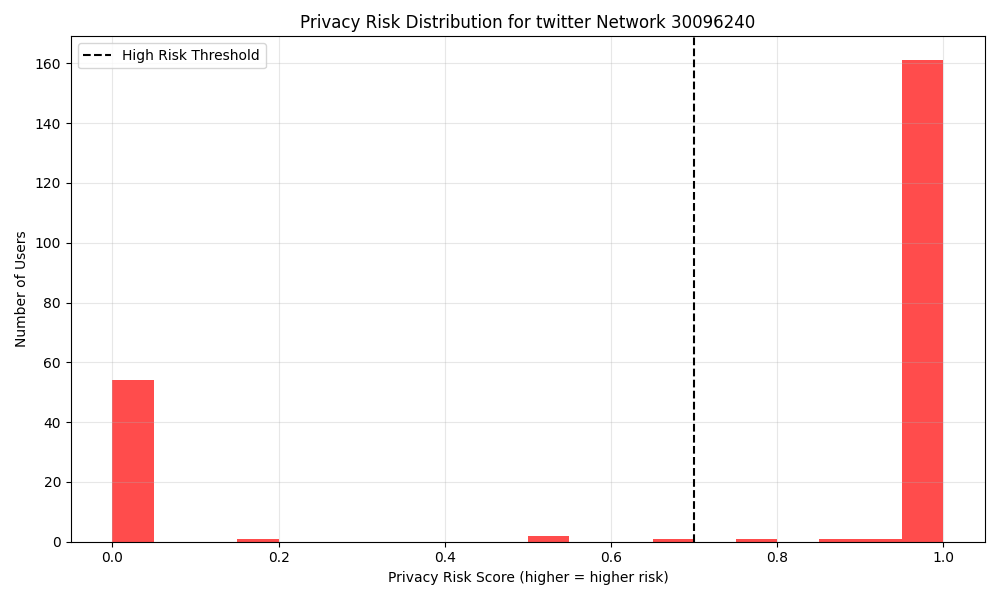 Privacy Risk Distribution for twitter Network 30096240
High Risk Threshold
160
140
120
100
80
60
40
20
0
Number of Users
0.0 0.2 0.4 0.6 0.8 1.0
Privacy Risk Score (higher = higher risk)